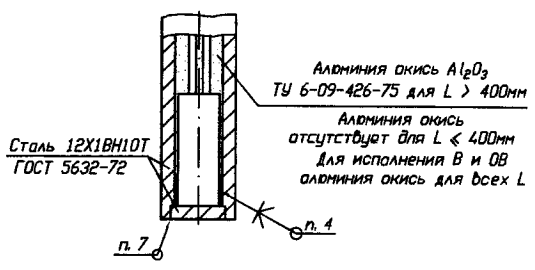 Алюминия окись Al₂O₃
ТУ 6-09-426-75 для L > 400мм
Алюминия окись
отсутствует для L ⩽ 400мм
Для исполнения В и ОВ
алюминия окись для всех L
Сталь 12Х1ВН10Т
ГОСТ 5632-72
п. 4
п. 7